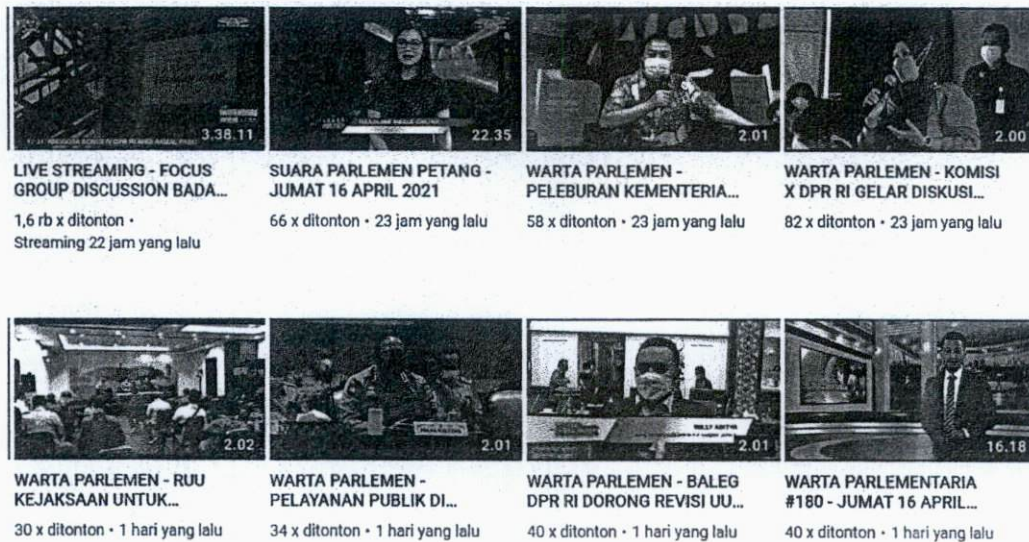 3.38.11
22.35
2.01
2.00
LIVE STREAMING - FOCUS
GROUP DISCUSSION BADA...
1,6 rb x ditonton •
Streaming 22 jam yang lalu
SUARA PARLEMEN PETANG -
JUMAT 16 APRIL 2021
66 x ditonton • 23 jam yang lalu
WARTA PARLEMEN -
PELEBURAN KEMENTERIA...
58 x ditonton • 23 jam yang lalu
WARTA PARLEMEN - KOMISI
X DPR RI GELAR DISKUSI...
82 x ditonton • 23 jam yang lalu
2.02
2.01
WILLY ADITYA
2.01
16.18
WARTA PARLEMEN - RUU
KEJAKSAAN UNTUK...
30 x ditonton • 1 hari yang lalu
WARTA PARLEMEN -
PELAYANAN PUBLIK DI...
34 x ditonton • 1 hari yang lalu
WARTA PARLEMEN - BALEG
DPR RI DORONG REVISI UU...
40 x ditonton • 1 hari yang lalu
WARTA PARLEMENTARIA
#180 - JUMAT 16 APRIL...
40 x ditonton • 1 hari yang lalu